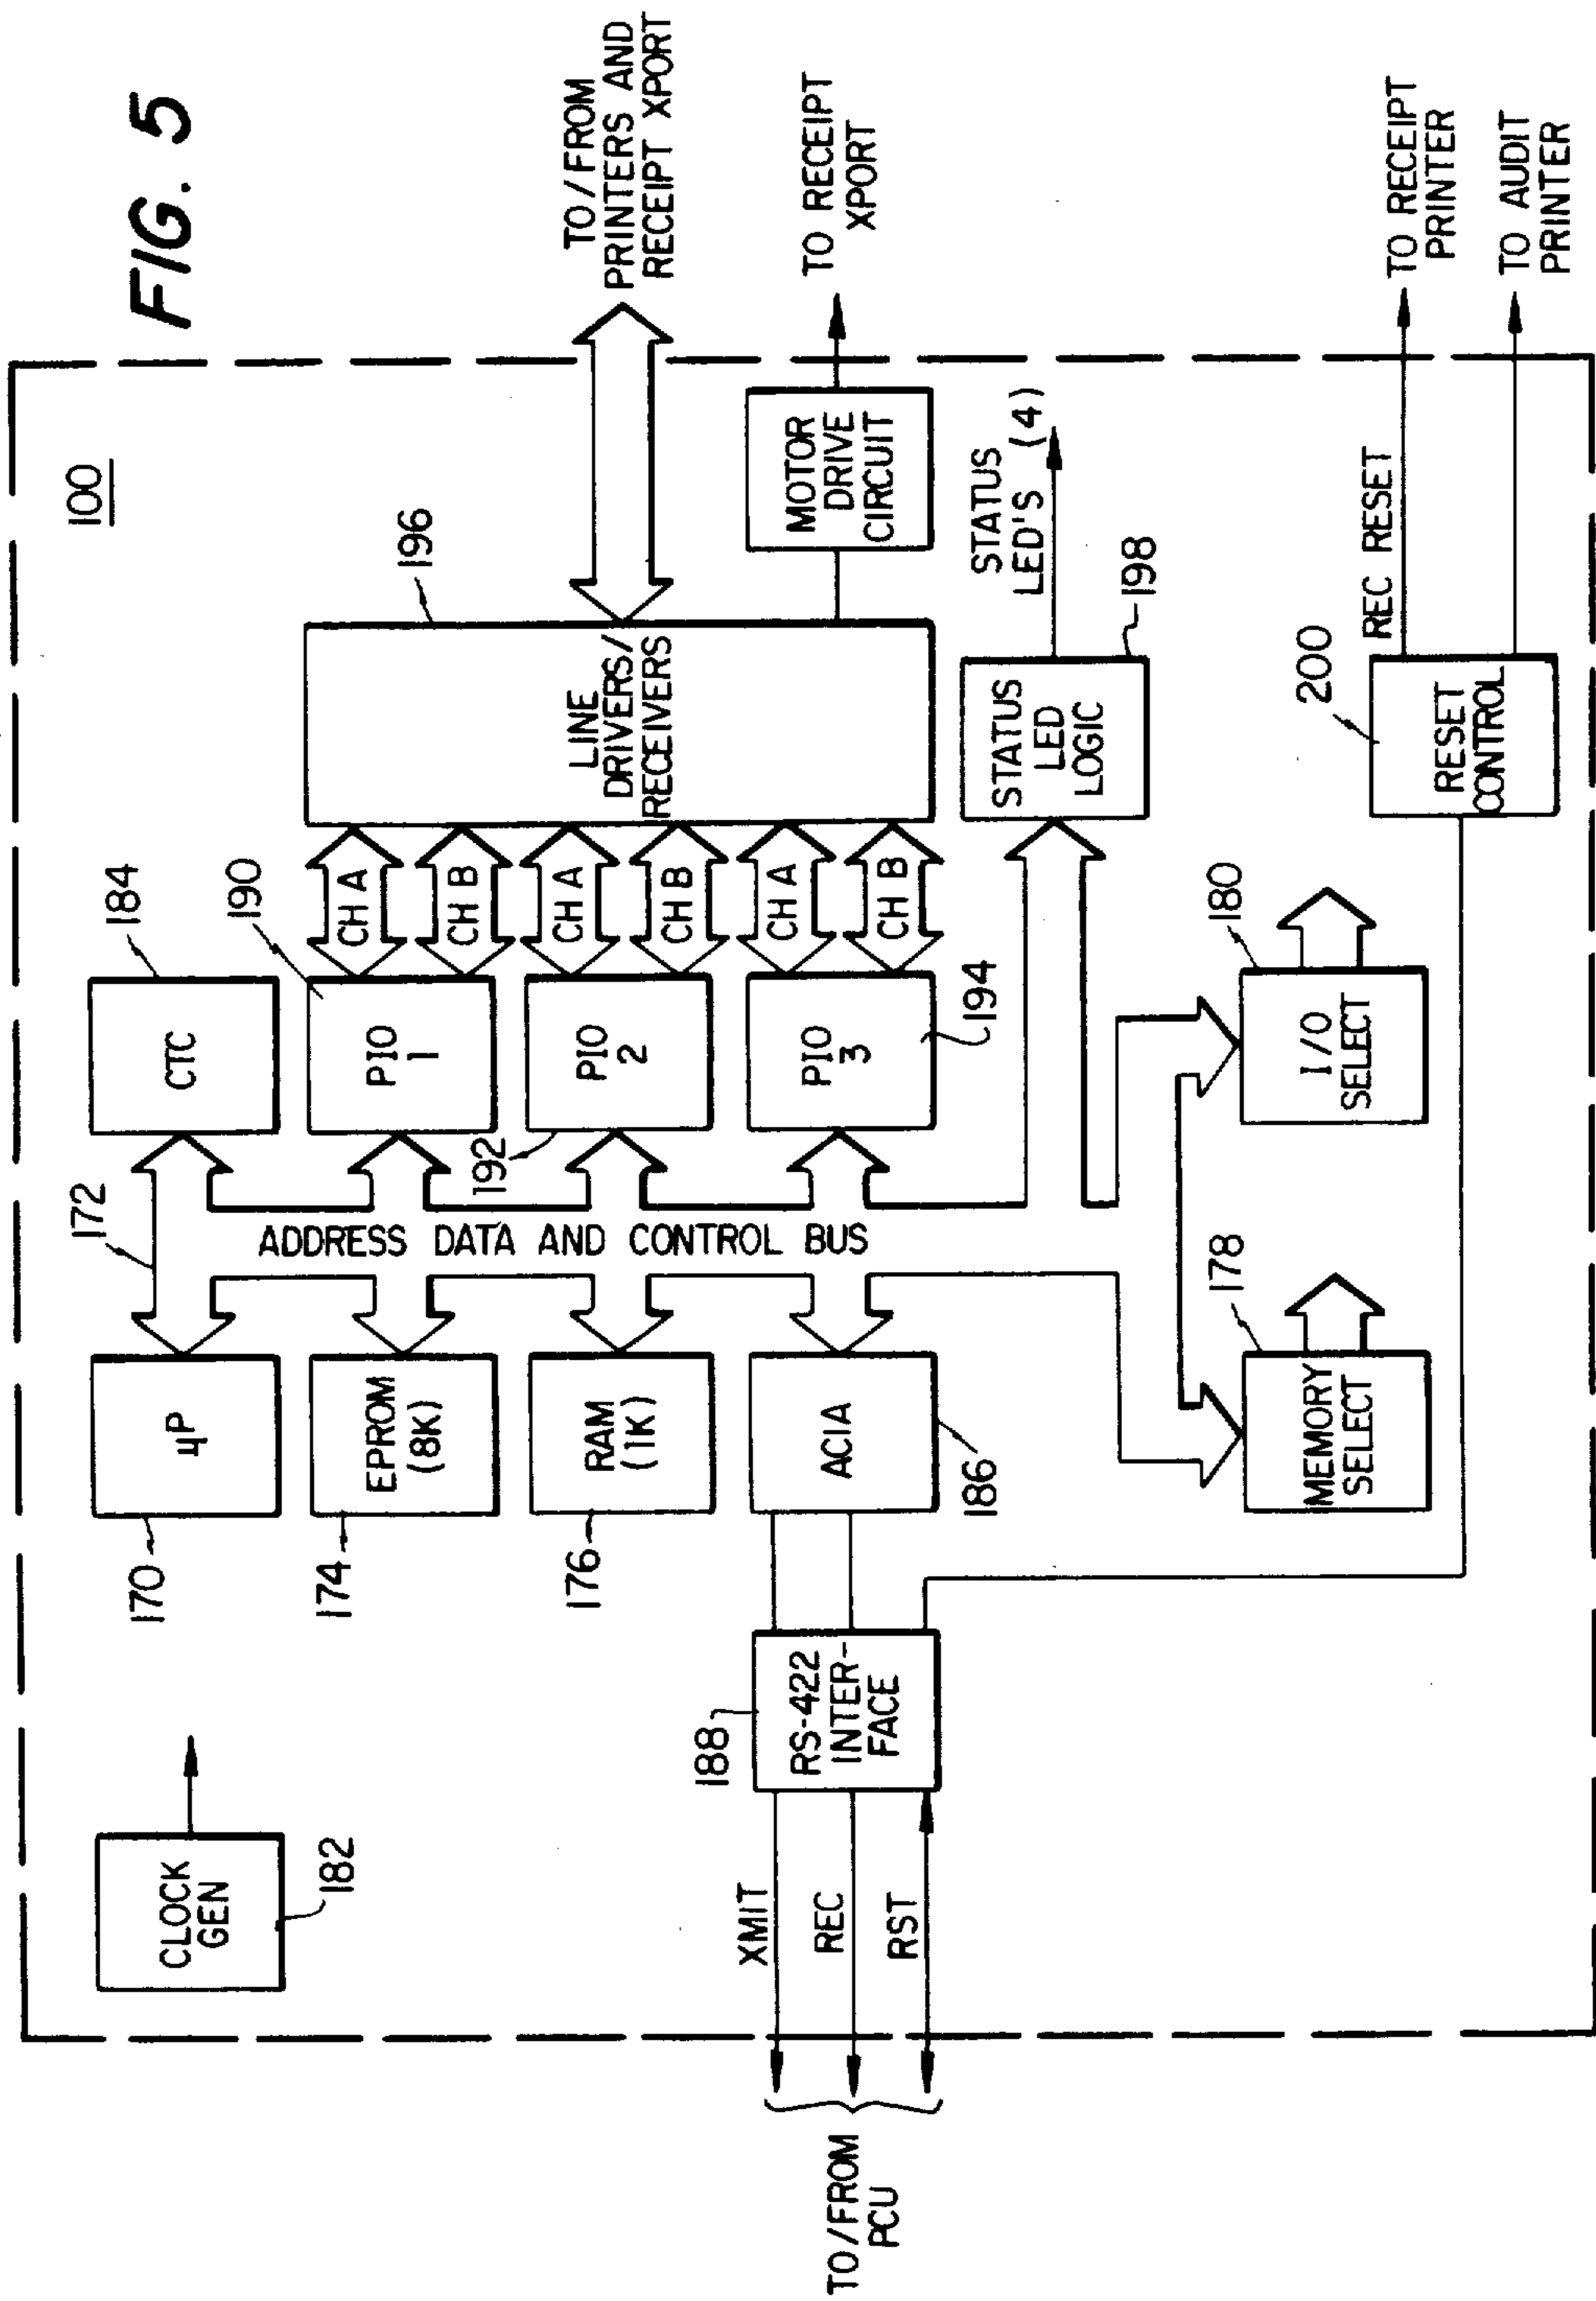 FIG. 5
100
TO/FROM
PRINTERS AND
RECEIPT XPORT
TO RECEIPT
XPORT
TO RECEIPT
PRINTER
TO AUDIT
PRINTER
CLOCK
GEN
182
170
μP
172
CTC
184
174
EPROM
(8K)
ADDRESS DATA AND CONTROL BUS
PIO
1
190
CH A
CH B
196
LINE
DRIVERS/
RECEIVERS
176
RAM
(1K)
192
PIO
2
CH A
CH B
MOTOR
DRIVE
CIRCUIT
TO/FROM
PCU
XMIT
REC
RST
188
RS-422
INTER-
FACE
ACIA
186
PIO
3
194
CH A
CH B
STATUS
LED
LOGIC
198
STATUS
LED'S (4)
178
MEMORY
SELECT
180
I/O
SELECT
200
RESET
CONTROL
REC RESET